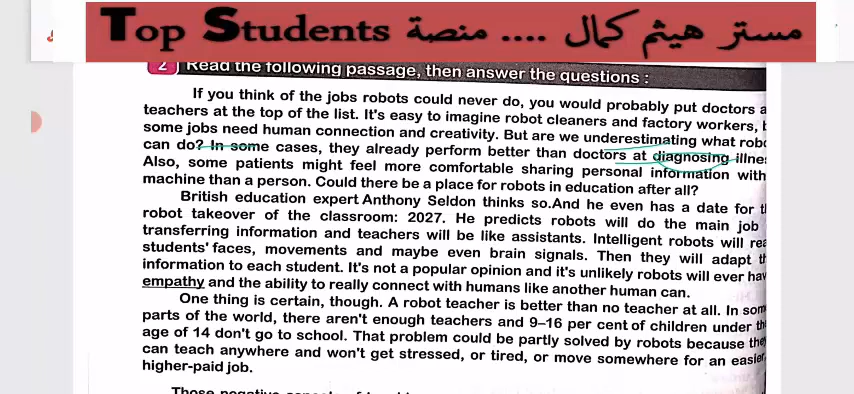 Top Students مستر هيثم كمال .... منصة
2 Read the following passage, then answer the questions :
If you think of the jobs robots could never do, you would probably put doctors a
teachers at the top of the list. It's easy to imagine robot cleaners and factory workers,
some jobs need human connection and creativity. But are we underestimating what robo
can do? In some cases, they already perform better than doctors at diagnosing illnes
Also, some patients might feel more comfortable sharing personal information with
machine than a person. Could there be a place for robots in education after all?
British education expert Anthony Seldon thinks so.And he even has a date for t
robot takeover of the classroom: 2027. He predicts robots will do the main job
transferring information and teachers will be like assistants. Intelligent robots will rea
students' faces, movements and maybe even brain signals. Then they will adapt th
information to each student. It's not a popular opinion and it's unlikely robots will ever hav
empathy and the ability to really connect with humans like another human can.
One thing is certain, though. A robot teacher is better than no teacher at all. In som
parts of the world, there aren't enough teachers and 9–16 per cent of children under th
age of 14 don't go to school. That problem could be partly solved by robots because they
can teach anywhere and won't get stressed, or tired, or move somewhere for an easier,
higher-paid job.